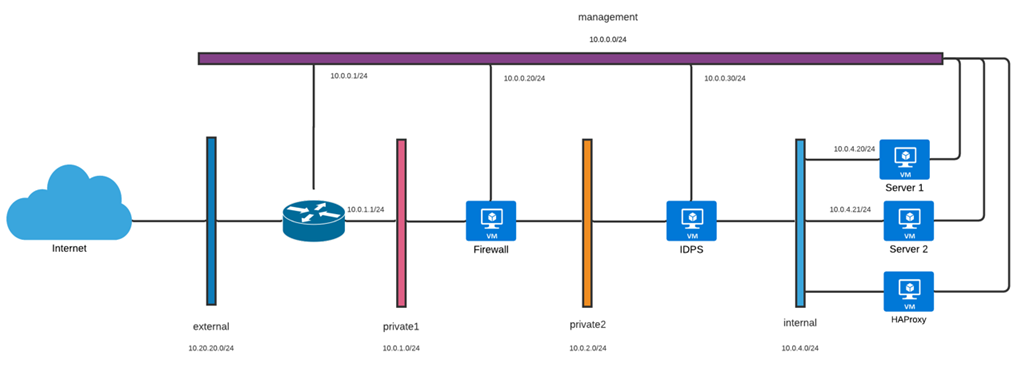 management
10.0.0.0/24
10.0.0.1/24
10.0.0.20/24
10.0.0.30/24
10.0.4.20/24
VM
Server 1
10.0.1.1/24
10.0.4.21/24
VM
VM
VM
Internet
Firewall
IDPS
Server 2
VM
HAProxy
external
private1
private2
internal
10.20.20.0/24
10.0.1.0/24
10.0.2.0/24
10.0.4.0/24